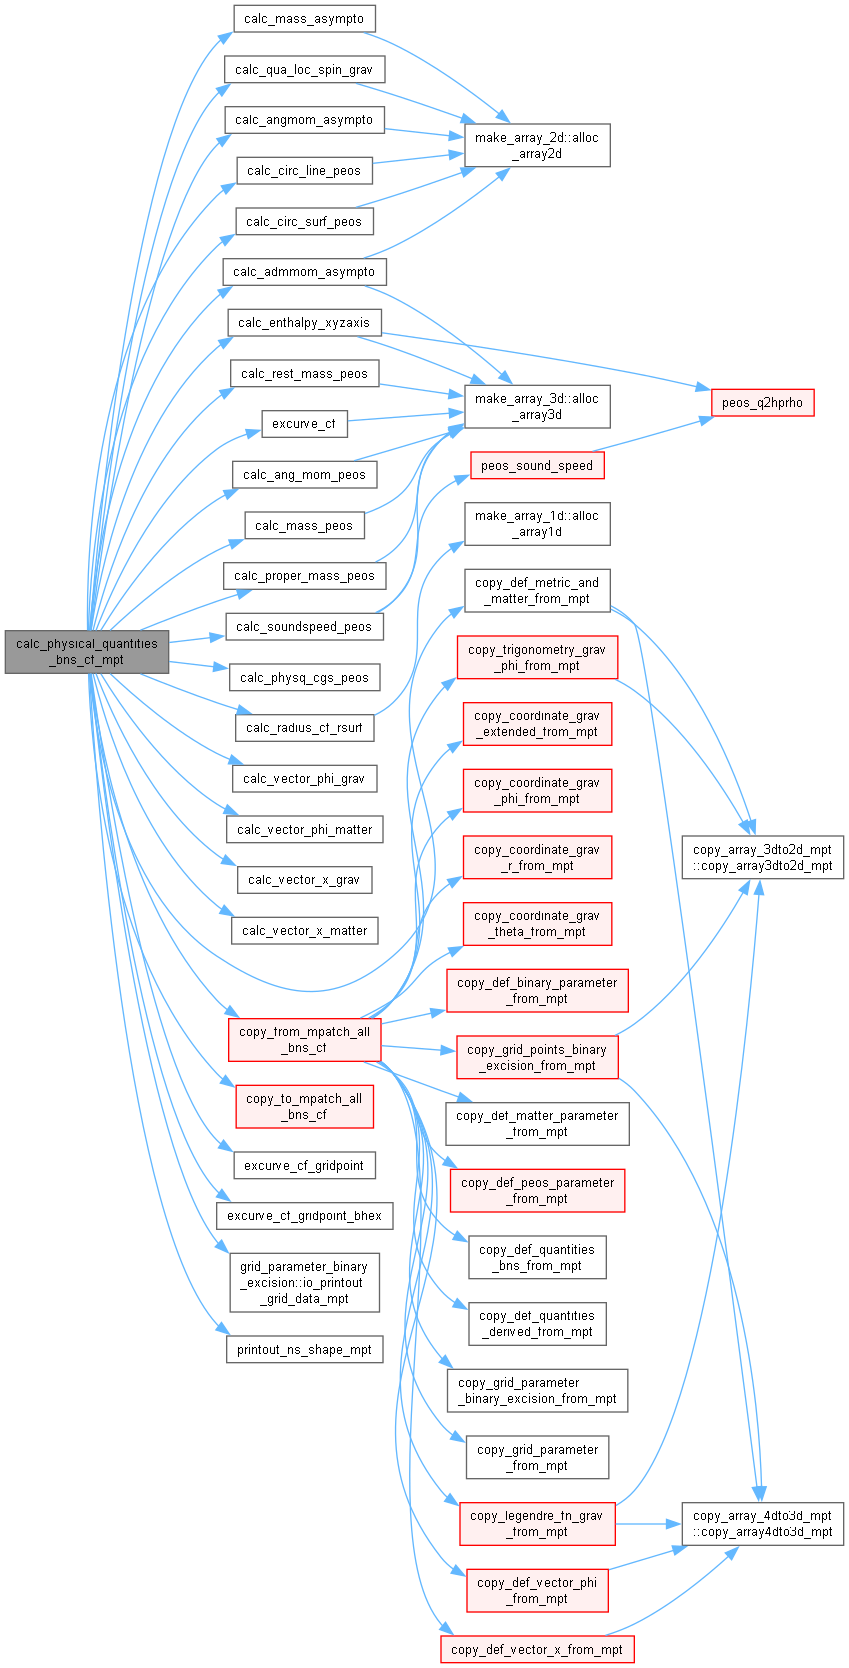 calc_mass_asympto
calc_qua_loc_spin_grav
calc_angmom_asympto
calc_circ_line_peos
calc_circ_surf_peos
calc_admmom_asympto
calc_enthalpy_xyzaxis
calc_rest_mass_peos
excurve_cf
calc_ang_mom_peos
calc_mass_peos
calc_proper_mass_peos
calc_soundspeed_peos
calc_physical_quantities
_bns_cf_mpt
calc_physq_cgs_peos
calc_radius_cf_rsurf
calc_vector_phi_grav
calc_vector_phi_matter
calc_vector_x_grav
calc_vector_x_matter
copy_from_mpatch_all
_bns_cf
copy_to_mpatch_all
_bns_cf
excurve_cf_gridpoint
excurve_cf_gridpoint_bhex
grid_parameter_binary
_excision::io_printout
_grid_data_mpt
printout_ns_shape_mpt
make_array_2d::alloc
_array2d
make_array_3d::alloc
_array3d
peos_sound_speed
make_array_1d::alloc
_array1d
copy_def_metric_and
_matter_from_mpt
copy_trigonometry_grav
_phi_from_mpt
copy_coordinate_grav
_extended_from_mpt
copy_coordinate_grav
_phi_from_mpt
copy_coordinate_grav
_r_from_mpt
copy_coordinate_grav
_theta_from_mpt
copy_def_binary_parameter
_from_mpt
copy_grid_points_binary
_excision_from_mpt
copy_def_matter_parameter
_from_mpt
copy_def_peos_parameter
_from_mpt
copy_def_quantities
_bns_from_mpt
copy_def_quantities
_derived_from_mpt
copy_grid_parameter
_binary_excision_from_mpt
copy_grid_parameter
_from_mpt
copy_legendre_fn_grav
_from_mpt
copy_def_vector_phi
_from_mpt
copy_def_vector_x_from_mpt
peos_q2hprho
copy_array_3dto2d_mpt
::copy_array3dto2d_mpt
copy_array_4dto3d_mpt
::copy_array4dto3d_mpt